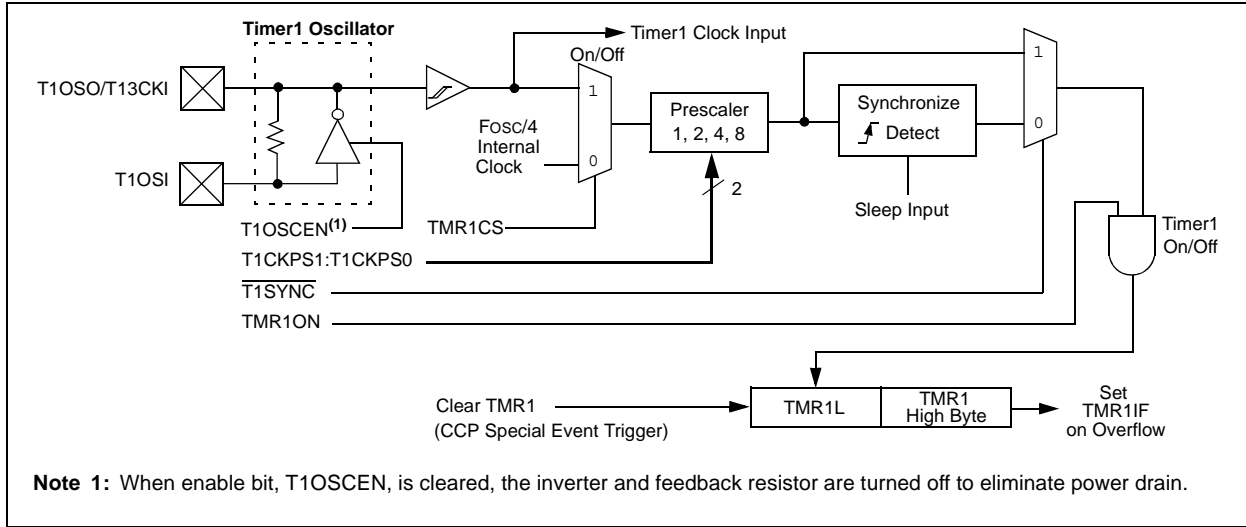 Timer1 Oscillator
Timer1 Clock Input
On/Off
T1OSO/T13CKI
1
1
Prescaler
1, 2, 4, 8
Synchronize
Detect
FOSC/4
Internal
Clock
0
0
T1OSI
2
Sleep Input
T1OSCEN(1)
TMR1CS
Timer1
On/Off
T1CKPS1:T1CKPS0
T1SYNC
TMR1ON
Clear TMR1
(CCP Special Event Trigger)
TMR1L
TMR1
High Byte
Set
TMR1IF
on Overflow
Note 1: When enable bit, T1OSCEN, is cleared, the inverter and feedback resistor are turned off to eliminate power drain.